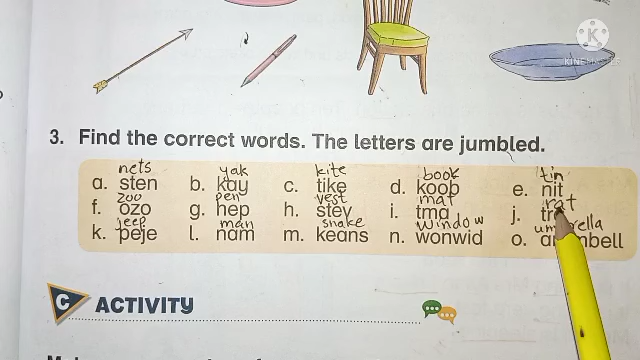 KINEMASTER
3. Find the correct words. The letters are jumbled.
nets yak kite book tin
a. sten b. kay c. tike d. koob e. nit
zoo pen vest mat rat
f. ozo g. hep h. stev i. tma j.
jeep man snake window umbrella
k. peje l. nam m. keans n. wonwid o.
C ACTIVITY